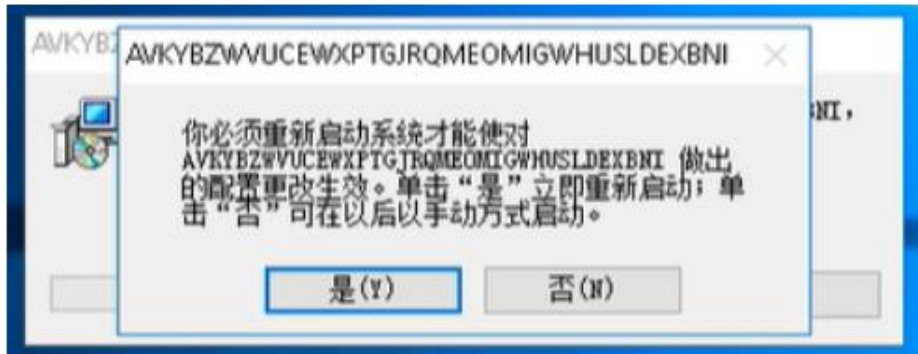 AVKYBZ
AVKYBZWVUCEWXPTGJRQMEOMIGWHUSLDEXBNI
BNI，
你必须重新启动系统才能使对
AVKYBZWVUCEWXPTGJRQMEOMIGWHUSLDEXBNI 做出
的配置更改生效。单击“是”立即重新启动；单
击“否”可在以后以手动方式启动。
是(Y)
否(N)